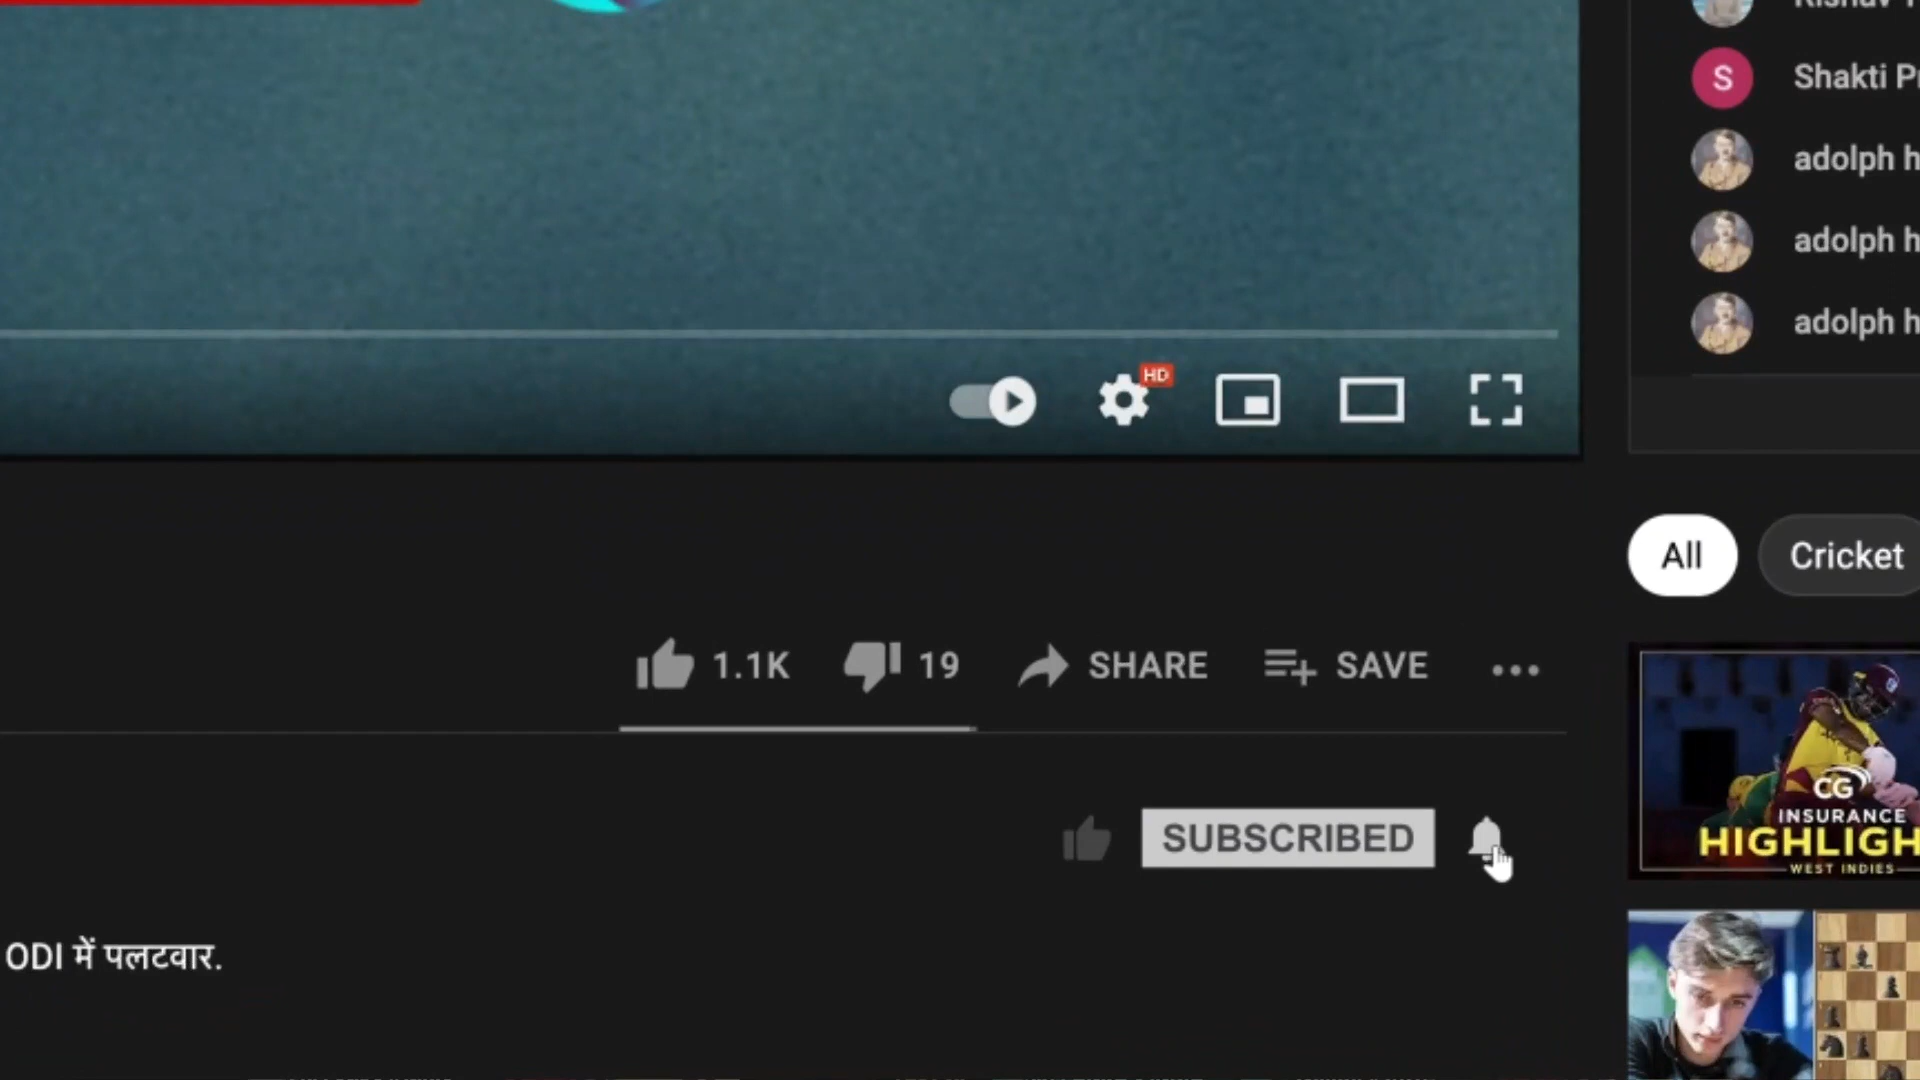 Shakti
adolph h
adolph h
adolph h
HD
All
Cricket
1.1K
19
SHARE
SAVE
SUBSCRIBED
CG
INSURANCE
HIGHLIGH
WEST INDIES
ODI में पलटवार.